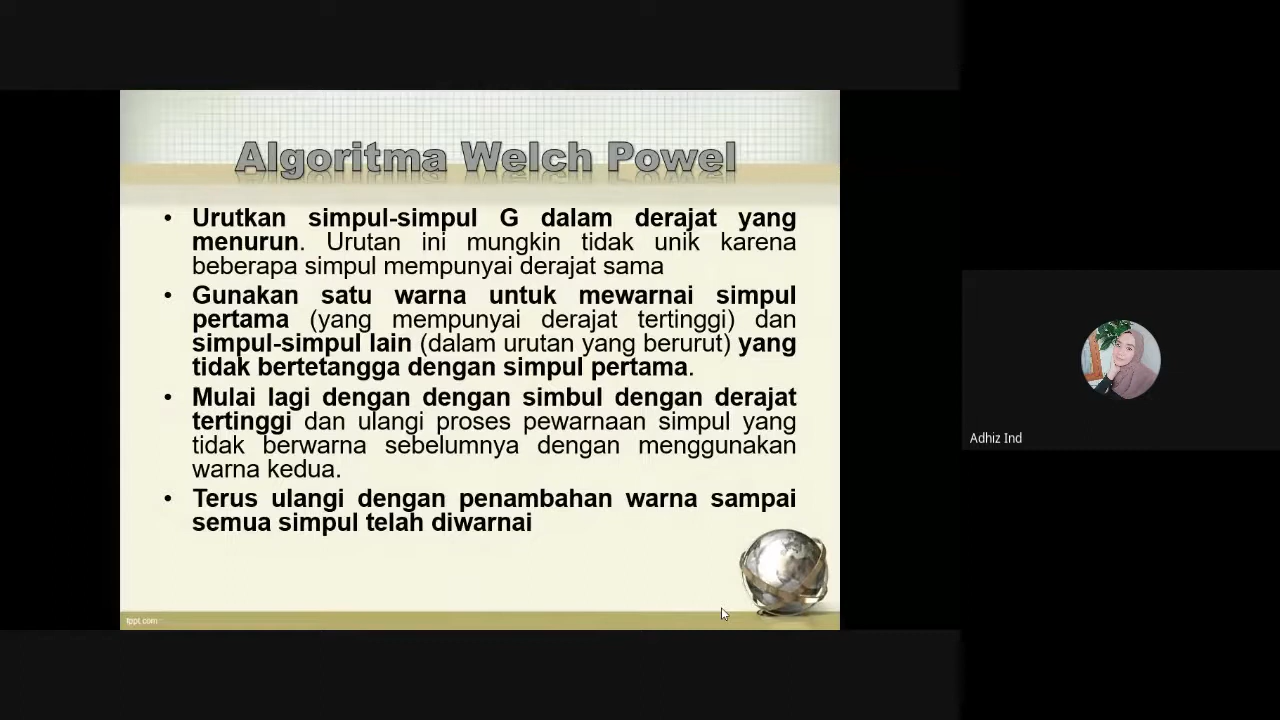 Algoritma Welch Powel
• Urutkan simpul-simpul G dalam derajat yang
menurun. Urutan ini mungkin tidak unik karena
beberapa simpul mempunyai derajat sama
• Gunakan satu warna untuk mewarnai simpul
pertama (yang mempunyai derajat tertinggi) dan
simpul-simpul lain (dalam urutan yang berurut) yang
tidak bertetangga dengan simpul pertama.
• Mulai lagi dengan dengan simbul dengan derajat
tertinggi dan ulangi proses pewarnaan simpul yang
tidak berwarna sebelumnya dengan menggunakan
warna kedua.
• Terus ulangi dengan penambahan warna sampai
semua simpul telah diwarnai
fppt.com
Adhiz Ind